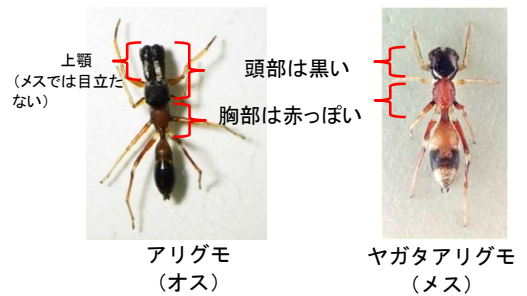 上顎
(メスでは目立た
ない)
頭部は黒い
胸部は赤っぽい
アリグモ
(オス)
ヤガタアリグモ
(メス)